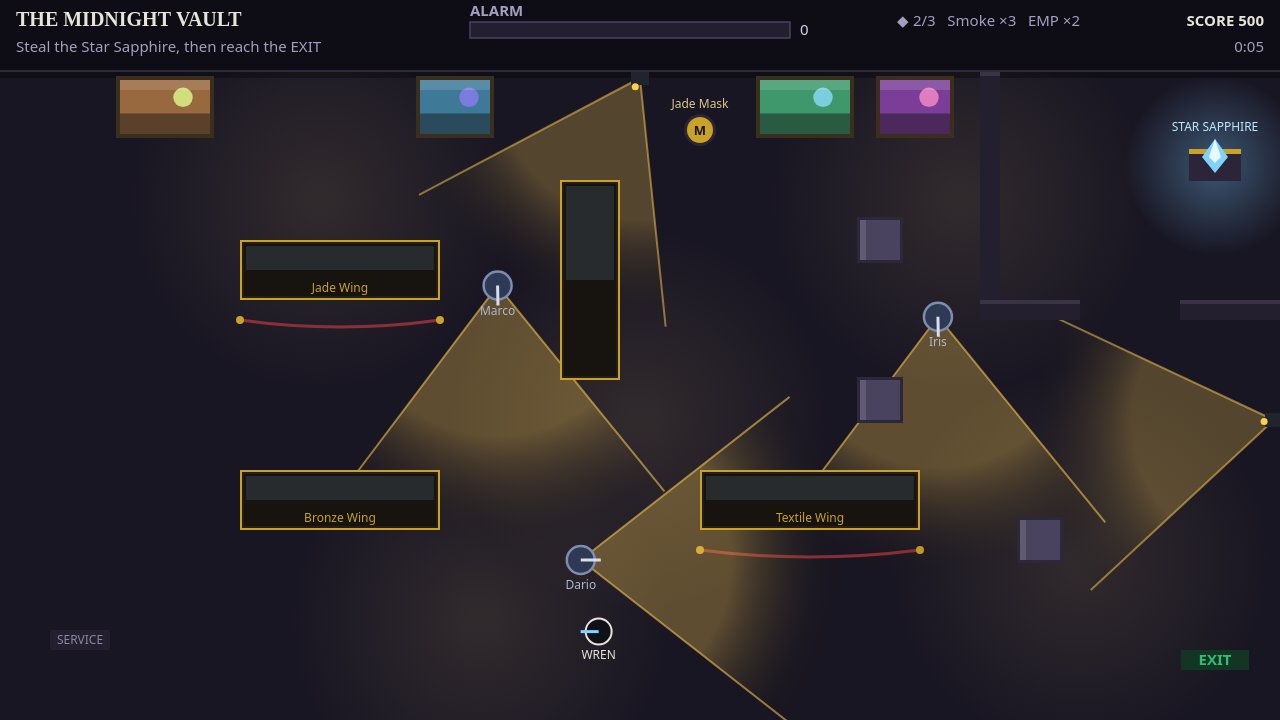 THE MIDNIGHT VAULT
Steal the Star Sapphire, then reach the EXIT
ALARM
0
◆ 2/3 Smoke ×3 EMP ×2
SCORE 500
0:05
Jade Mask
M
STAR SAPPHIRE
Jade Wing
Marco
Iris
Bronze Wing
Textile Wing
Dario
WREN
SERVICE
EXIT